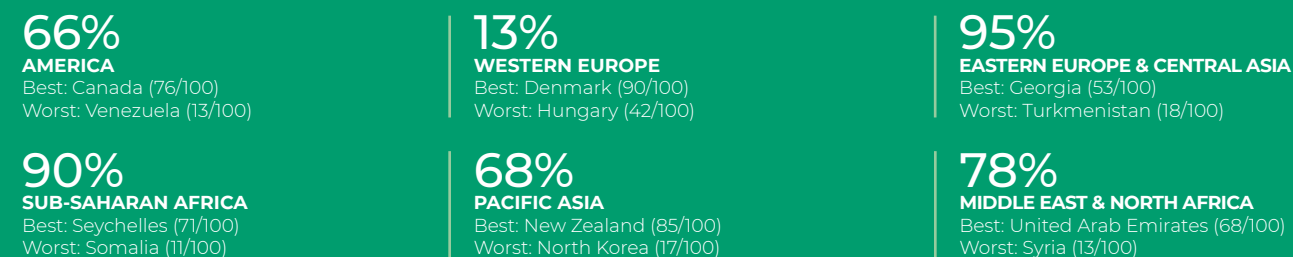 66%
AMERICA
Best: Canada (76/100)
Worst: Venezuela (13/100)
13%
WESTERN EUROPE
Best: Denmark (90/100)
Worst: Hungary (42/100)
95%
EASTERN EUROPE & CENTRAL ASIA
Best: Georgia (53/100)
Worst: Turkmenistan (18/100)
90%
SUB-SAHARAN AFRICA
Best: Seychelles (71/100)
Worst: Somalia (11/100)
68%
PACIFIC ASIA
Best: New Zealand (85/100)
Worst: North Korea (17/100)
78%
MIDDLE EAST & NORTH AFRICA
Best: United Arab Emirates (68/100)
Worst: Syria (13/100)